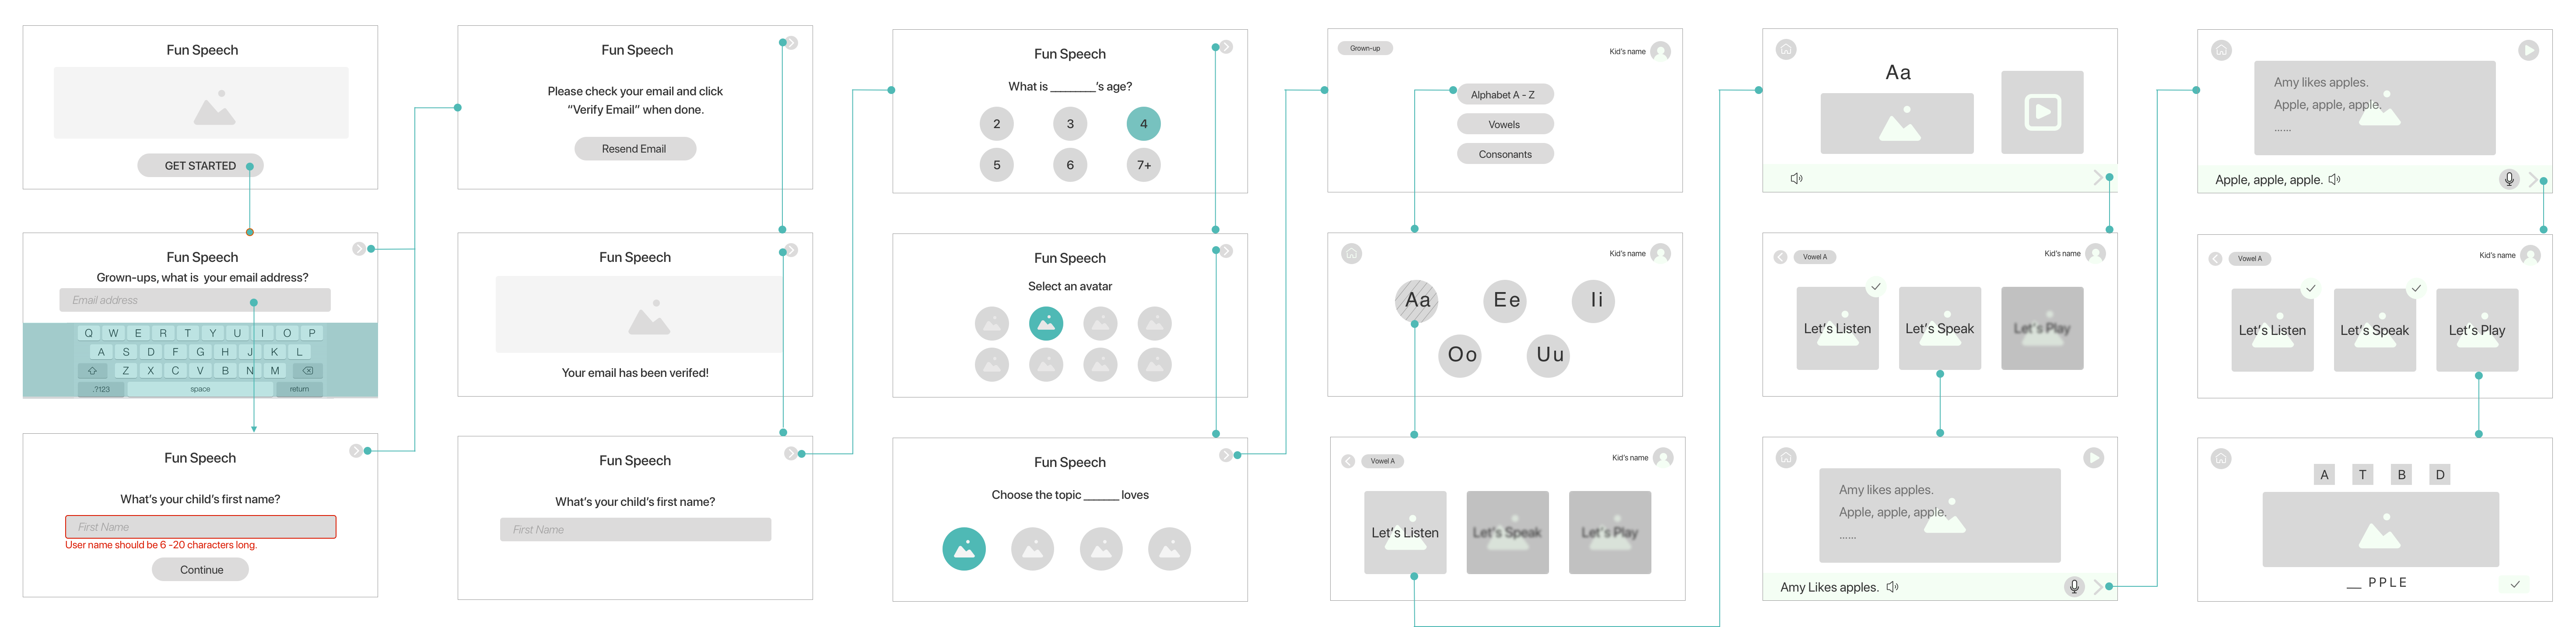 Fun Speech
GET STARTED
Fun Speech
Grown-ups, what is your email address?
Email address
Q W E R T Y U I O P
A S D F G H J K L
Z X C V B N M
.?123 space return
Fun Speech
What's your child's first name?
First Name
User name should be 6 -20 characters long.
Continue
Fun Speech
Please check your email and click
“Verify Email” when done.
Resend Email
Fun Speech
Your email has been verifed!
Fun Speech
What's your child's first name?
First Name
Fun Speech
What is ________'s age?
2 3 4
5 6 7+
Fun Speech
Select an avatar
Fun Speech
Choose the topic ______ loves
Grown-up
Kid's name
Alphabet A - Z
Vowels
Consonants
Kid's name
Aa Ee Ii
Oo Uu
Vowel A
Kid's name
Let's Listen Let's Speak Let's Play
Aa
Vowel A
Kid's name
Let's Listen Let's Speak Let's Play
Amy likes apples.
Apple, apple, apple.
......
Amy Likes apples.
Amy likes apples.
Apple, apple, apple.
......
Apple, apple, apple.
Vowel A
Kid's name
Let's Listen Let's Speak Let's Play
A T B D
__ PPLE